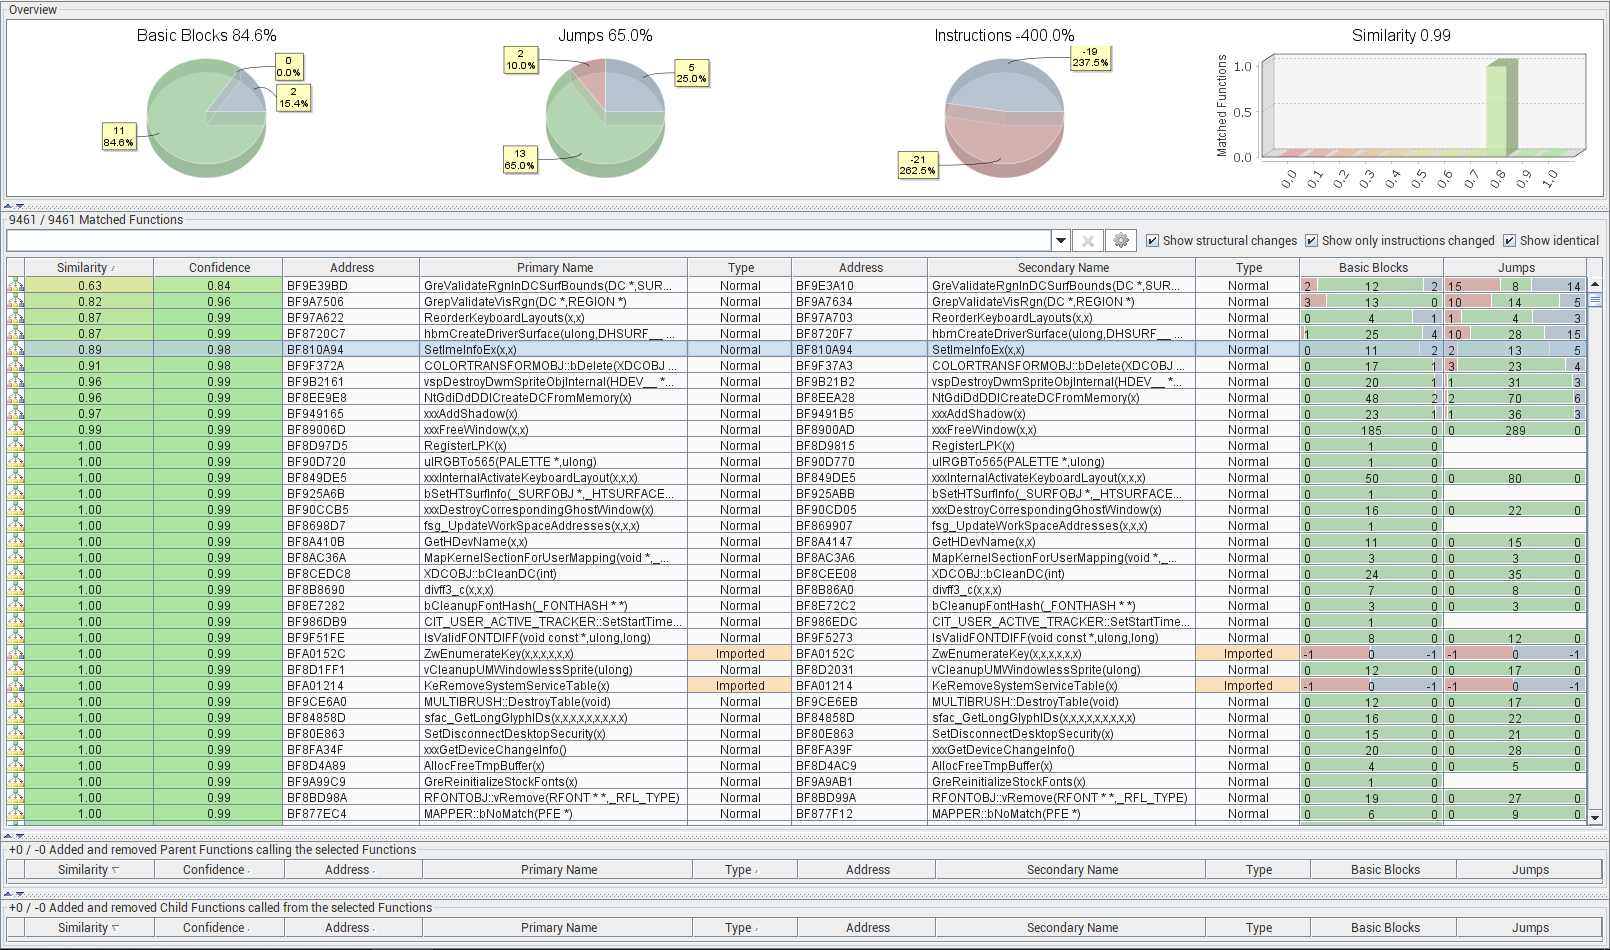 Overview
Basic Blocks 84.6%
Jumps 65.0%
Instructions -400.0%
Similarity 0.99
0
0.0%
2
15.4%
11
84.6%
2
10.0%
5
25.0%
13
65.0%
-19
237.5%
-21
262.5%
Matched Functions
1.0
0.5
0.0
0.0 0.1 0.2 0.3 0.4 0.5 0.6 0.7 0.8 0.9 1.0
9461 / 9461 Matched Functions
Show structural changes Show only instructions changed Show identical
Similarity Confidence Address Primary Name Type Address Secondary Name Type Basic Blocks Jumps
0.63 0.84 BF9E39BD GreValidateRgnInDCSurfBounds(DC *,SUR... Normal BF9E3A10 GreValidateRgnInDCSurfBounds(DC *,SUR... Normal 2 12 2 15 8 14
0.82 0.96 BF9A7506 GrepValidateVisRgn(DC *,REGION *) Normal BF9A7634 GrepValidateVisRgn(DC *,REGION *) Normal 3 13 0 10 14 5
0.87 0.99 BF97A622 ReorderKeyboardLayouts(x,x) Normal BF97A703 ReorderKeyboardLayouts(x,x) Normal 0 4 1 1 4 3
0.87 0.99 BF8720C7 hbmCreateDriverSurface(ulong,DHSURF__ ... Normal BF8720F7 hbmCreateDriverSurface(ulong,DHSURF__ ... Normal 1 25 4 10 28 15
0.89 0.98 BF810A94 SetImeInfoEx(x,x) Normal BF810A94 SetImeInfoEx(x,x) Normal 0 11 2 2 13 5
0.91 0.98 BF9F372A COLORTRANSFORMOBJ::bDelete(XDCOBJ ... Normal BF9F37A3 COLORTRANSFORMOBJ::bDelete(XDCOBJ ... Normal 0 17 1 3 23 4
0.96 0.99 BF9B2161 vspDestroyDwmSpriteObjInternal(HDEV__ *... Normal BF9B21B2 vspDestroyDwmSpriteObjInternal(HDEV__ *... Normal 0 20 1 1 31 3
0.96 0.99 BF8EE9E8 NtGdiDdDDICreateDCFromMemory(x) Normal BF8EEA28 NtGdiDdDDICreateDCFromMemory(x) Normal 0 48 2 2 70 6
0.97 0.99 BF949165 xxxAddShadow(x) Normal BF9491B5 xxxAddShadow(x) Normal 0 23 1 1 36 3
0.99 0.99 BF89006D xxxFreeWindow(x,x) Normal BF8900AD xxxFreeWindow(x,x) Normal 0 185 0 0 289 0
1.00 0.99 BF8D97D5 RegisterLPK(x) Normal BF8D9815 RegisterLPK(x) Normal 0 1 0
1.00 0.99 BF90D720 ulRGBTo565(PALETTE *,ulong) Normal BF90D770 ulRGBTo565(PALETTE *,ulong) Normal 0 1 0
1.00 0.99 BF849DE5 xxxInternalActivateKeyboardLayout(x,x,x) Normal BF849DE5 xxxInternalActivateKeyboardLayout(x,x,x) Normal 0 50 0 0 80 0
1.00 0.99 BF925A6B bSetHTSurfInfo(_SURFOBJ *,_HTSURFACE... Normal BF925ABB bSetHTSurfInfo(_SURFOBJ *,_HTSURFACE... Normal 0 1 0
1.00 0.99 BF90CCB5 xxxDestroyCorrespondingGhostWindow(x) Normal BF90CD05 xxxDestroyCorrespondingGhostWindow(x) Normal 0 16 0 0 22 0
1.00 0.99 BF8698D7 fsg_UpdateWorkSpaceAddresses(x,x,x) Normal BF869907 fsg_UpdateWorkSpaceAddresses(x,x,x) Normal 0 1 0
1.00 0.99 BF8A410B GetHDevName(x,x) Normal BF8A4147 GetHDevName(x,x) Normal 0 11 0 0 15 0
1.00 0.99 BF8AC36A MapKernelSectionForUserMapping(void *,_... Normal BF8AC3A6 MapKernelSectionForUserMapping(void *,_... Normal 0 3 0 0 3 0
1.00 0.99 BF8CEDC8 XDCOBJ::bCleanDC(int) Normal BF8CEE08 XDCOBJ::bCleanDC(int) Normal 0 24 0 0 35 0
1.00 0.99 BF8B8690 divff3_c(x,x,x) Normal BF8B86A0 divff3_c(x,x,x) Normal 0 7 0 0 8 0
1.00 0.99 BF8E7282 bCleanupFontHash(_FONTHASH * *) Normal BF8E72C2 bCleanupFontHash(_FONTHASH * *) Normal 0 3 0 0 3 0
1.00 0.99 BF986DB9 CIT_USER_ACTIVE_TRACKER::SetStartTime... Normal BF986EDC CIT_USER_ACTIVE_TRACKER::SetStartTime... Normal 0 1 0
1.00 0.99 BF9F51FE IsValidFONTDIFF(void const *,ulong,long) Normal BF9F5273 IsValidFONTDIFF(void const *,ulong,long) Normal 0 8 0 0 12 0
1.00 0.99 BFA0152C ZwEnumerateKey(x,x,x,x,x,x) Imported BFA0152C ZwEnumerateKey(x,x,x,x,x,x) Imported -1 0 -1 -1 0 -1
1.00 0.99 BF8D1FF1 vCleanupUMWindowlessSprite(ulong) Normal BF8D2031 vCleanupUMWindowlessSprite(ulong) Normal 0 12 0 0 17 0
1.00 0.99 BFA01214 KeRemoveSystemServiceTable(x) Imported BFA01214 KeRemoveSystemServiceTable(x) Imported -1 0 -1 -1 0 -1
1.00 0.99 BF9CE6A0 MULTIBRUSH::DestroyTable(void) Normal BF9CE6EB MULTIBRUSH::DestroyTable(void) Normal 0 12 0 0 17 0
1.00 0.99 BF84858D sfac_GetLongGlyphIDs(x,x,x,x,x,x,x,x,x) Normal BF84858D sfac_GetLongGlyphIDs(x,x,x,x,x,x,x,x,x) Normal 0 16 0 0 22 0
1.00 0.99 BF80E863 SetDisconnectDesktopSecurity(x) Normal BF80E863 SetDisconnectDesktopSecurity(x) Normal 0 15 0 0 21 0
1.00 0.99 BF8FA34F xxxGetDeviceChangeInfo() Normal BF8FA39F xxxGetDeviceChangeInfo() Normal 0 20 0 0 28 0
1.00 0.99 BF8D4A89 AllocFreeTmpBuffer(x) Normal BF8D4AC9 AllocFreeTmpBuffer(x) Normal 0 4 0 0 5 0
1.00 0.99 BF9A99C9 GreReinitializeStockFonts(x) Normal BF9A9AB1 GreReinitializeStockFonts(x) Normal 0 1 0
1.00 0.99 BF8BD98A RFONTOBJ::vRemove(RFONT * *,_RFL_TYPE) Normal BF8BD99A RFONTOBJ::vRemove(RFONT * *,_RFL_TYPE) Normal 0 19 0 0 27 0
1.00 0.99 BF877EC4 MAPPER::bNoMatch(PFE *) Normal BF877F12 MAPPER::bNoMatch(PFE *) Normal 0 6 0 0 9 0
+0 / -0 Added and removed Parent Functions calling the selected Functions
Similarity Confidence Address Primary Name Type Address Secondary Name Type Basic Blocks Jumps
+0 / -0 Added and removed Child Functions called from the selected Functions
Similarity Confidence Address Primary Name Type Address Secondary Name Type Basic Blocks Jumps